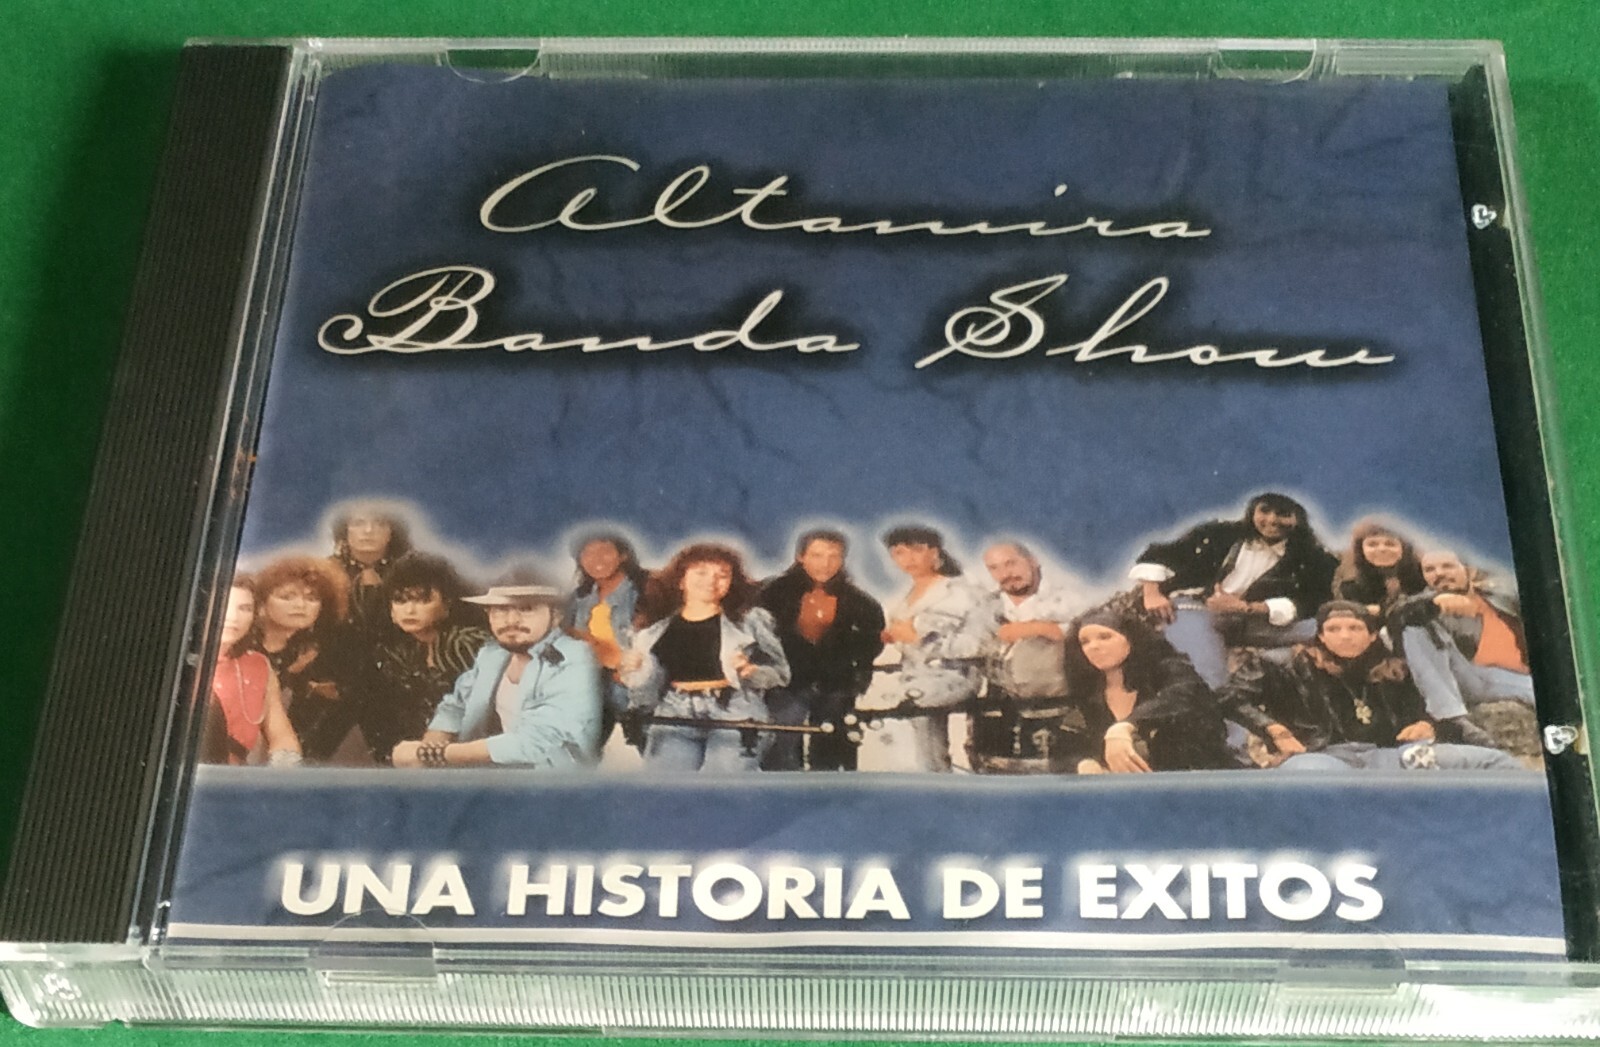 Altamira
Banda Show
UNA HISTORIA DE EXITOS